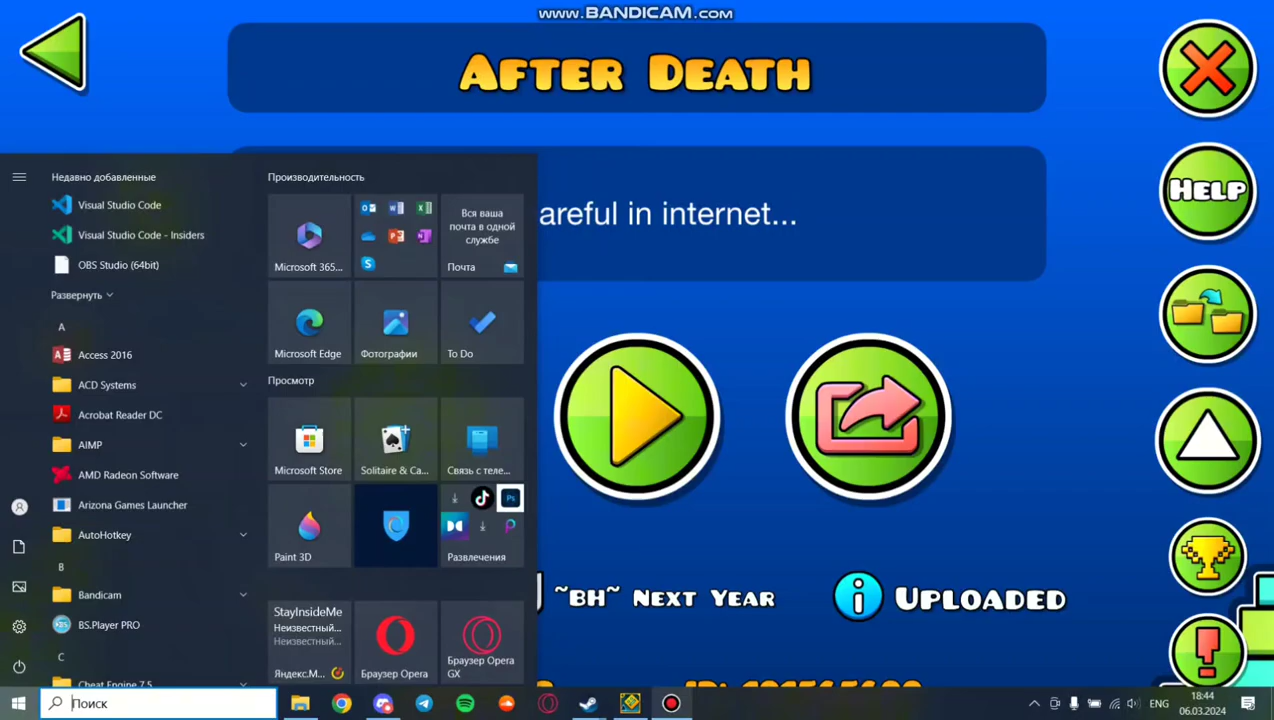 www.BANDICAM.com
After Death
areful in internet...
Help
~BH~ Next Year
Uploaded
Недавно добавленные
Visual Studio Code
Visual Studio Code - Insiders
OBS Studio (64bit)
Развернуть
A
Access 2016
ACD Systems
Acrobat Reader DC
AIMP
AMD Radeon Software
Arizona Games Launcher
AutoHotkey
B
Bandicam
BS.Player PRO
C
Cheat Engine 7.5
Производительность
Microsoft 365...
Вся ваша
почта в одной
службе
Почта
Microsoft Edge
Фотографии
To Do
Просмотр
Microsoft Store
Solitaire & Ca...
Связь с теле...
Paint 3D
Ps
Развлечения
StayInsideMe
Неизвестный...
Неизвестный...
Яндекс.М...
Браузер Opera
Браузер Opera
GX
Поиск
ENG
18:44
06.03.2024